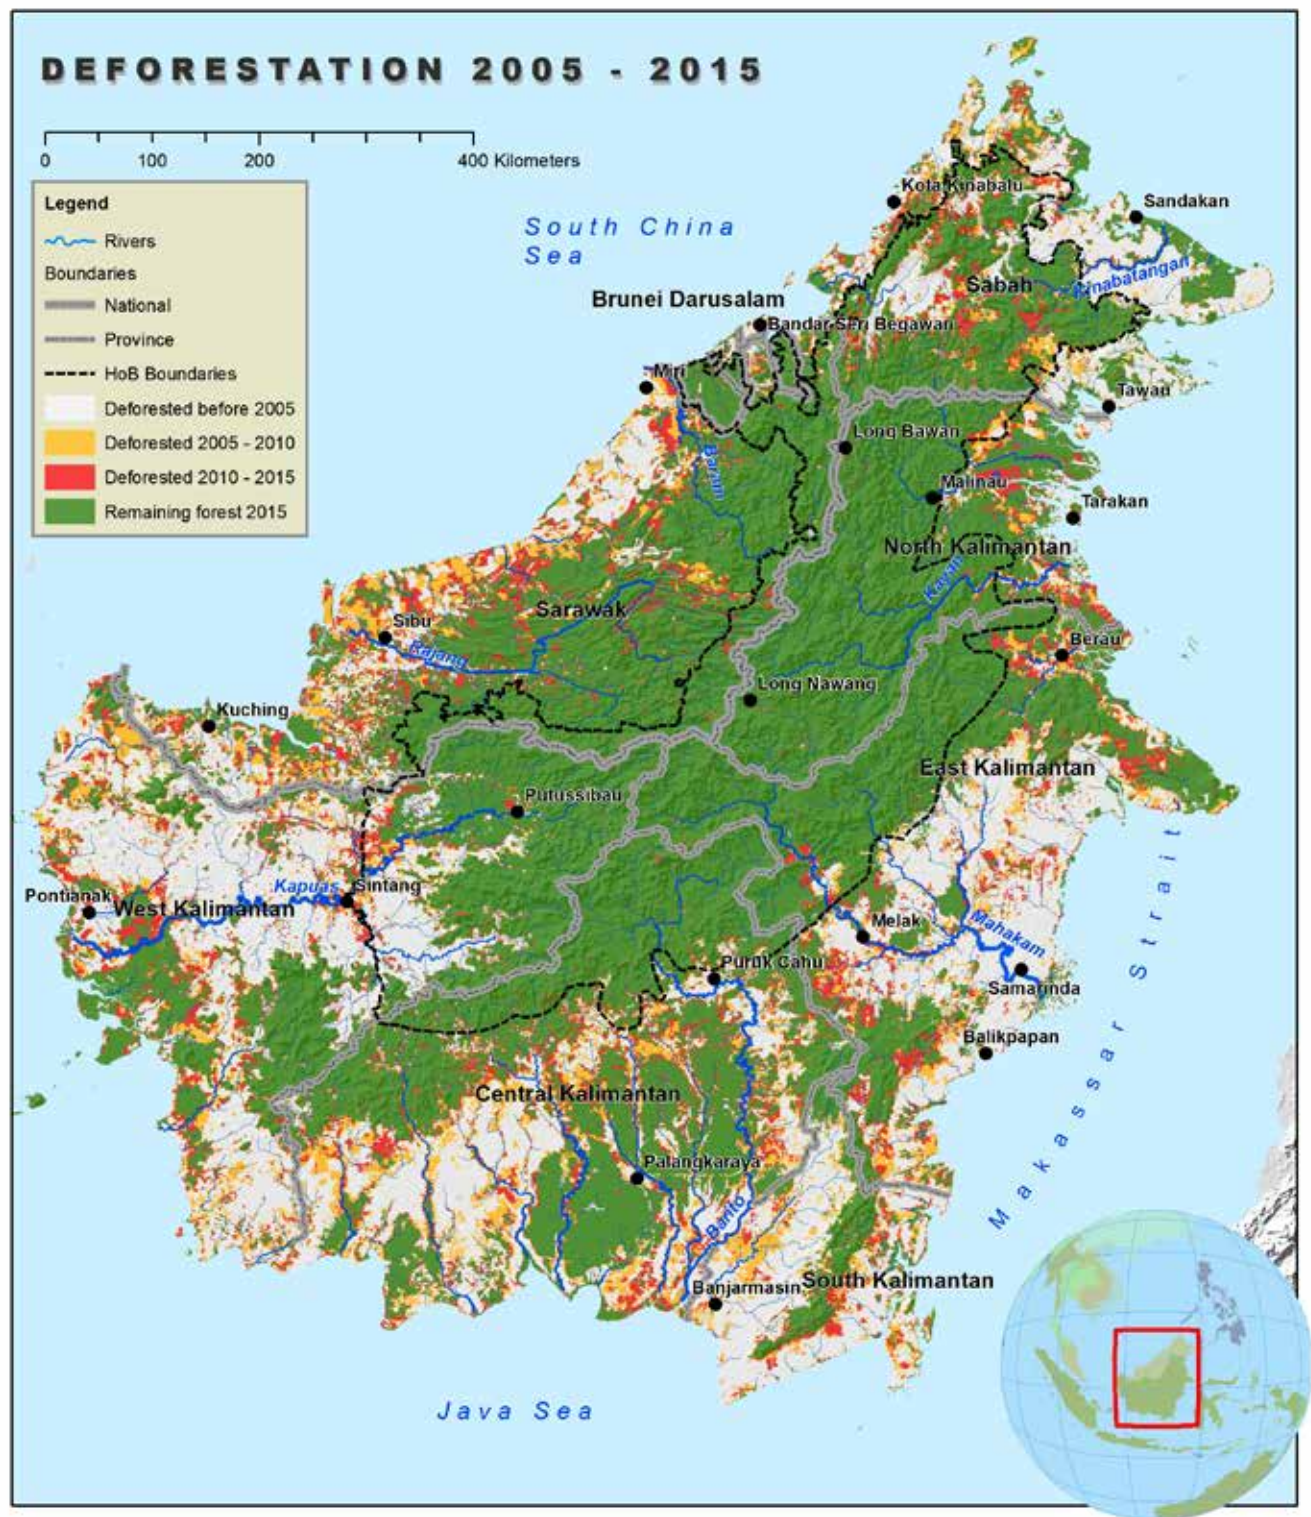 DEFORESTATION 2005 - 2015
0 100 200 400 Kilometers
Legend
Rivers
Boundaries
National
Province
HoB Boundaries
Deforested before 2005
Deforested 2005 - 2010
Deforested 2010 - 2015
Remaining forest 2015
South China
Sea
Kota Kinabalu
Sandakan
Kinabatangan
Sabah
Brunei Darusalam
Bandar Seri Begawan
Miri
Tawau
Long Bawan
Baram
Malinau
Tarakan
North Kalimantan
Kayan
Sarawak
Sibu
Rajang
Berau
Long Nawang
Kuching
East Kalimantan
Putussibau
Kapuas
Sintang
Pontianak
West Kalimantan
Melak
Mahakam
Puruk Cahu
Samarinda
Balikpapan
Makassar Strait
Central Kalimantan
Palangkaraya
Barito
Banjarmasin
South Kalimantan
Java Sea